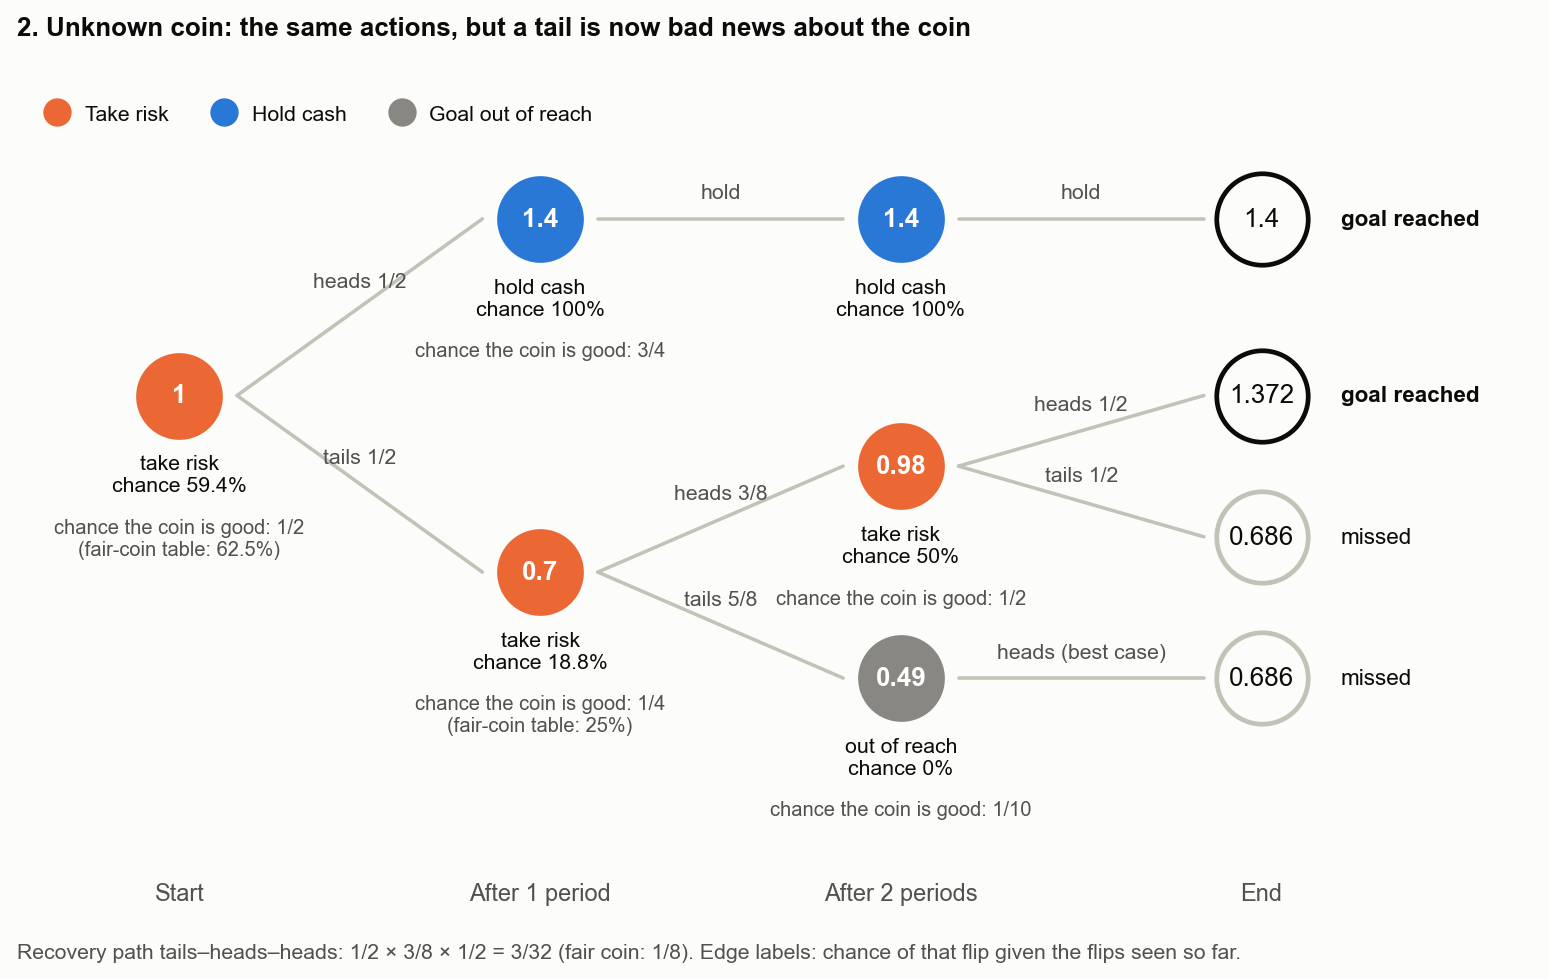 2. Unknown coin: the same actions, but a tail is now bad news about the coin
Take risk
Hold cash
Goal out of reach
1
take risk
chance 59.4%
chance the coin is good: 1/2
(fair-coin table: 62.5%)
heads 1/2
tails 1/2
1.4
hold cash
chance 100%
chance the coin is good: 3/4
0.7
take risk
chance 18.8%
chance the coin is good: 1/4
(fair-coin table: 25%)
hold
heads 3/8
tails 5/8
1.4
hold cash
chance 100%
0.98
take risk
chance 50%
chance the coin is good: 1/2
0.49
out of reach
chance 0%
chance the coin is good: 1/10
hold
heads 1/2
tails 1/2
heads (best case)
1.4
goal reached
1.372
goal reached
0.686
missed
0.686
missed
Start
After 1 period
After 2 periods
End
Recovery path tails–heads–heads: 1/2 × 3/8 × 1/2 = 3/32 (fair coin: 1/8). Edge labels: chance of that flip given the flips seen so far.